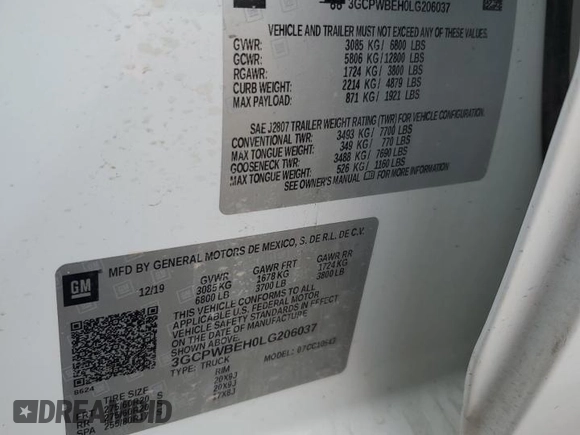 3GCPWBEH0LG206037
VEHICLE AND TRAILER MUST NOT EXCEED ANY OF THESE WEIGHTS
GVWR: 3085 KG/ 6800 LBS
GCWR: 5806 KG/12800 LBS
RGAWR: 1724 KG/ 3800 LBS
CURB WEIGHT: 2214 KG/ 4879 LBS
MAX PAYLOAD: 871 KG/ 1921 LBS
SAE J2807 TRAILER WEIGHT RATING (TWR) FOR VEHICLE CONFIGURATION.
CONVENTIONAL TWR: 3493 KG/ 7700 LBS
MAX TONGUE WEIGHT: 349 KG/ 770 LBS
GOOSENECK TWR: 3488 KG/ 7690 LBS
MAX TONGUE WEIGHT: 526 KG/ 1160 LBS
SEE OWNER'S MANUAL FOR MORE INFORMATION.
GM
MFD BY GENERAL MOTORS DE MEXICO, S. DE R.L. DE C.V.
12/19 GVWR GAWR FRT GAWR RR
3085 KG 1678 KG 1724 KG
6800 LB 3700 LB 3800 LB
THIS VEHICLE CONFORMS TO ALL
APPLICABLE U.S. FEDERAL MOTOR
VEHICLE SAFETY STANDARDS IN EFFECT
ON THE DATE OF MANUFACTURE SHOWN ABOVE.
3GCPWBEH0LG206037
TYPE: TRUCK MODEL:
6624
TIRE SIZE RIM
20X9J
20X9J
SPA
DREAMBID